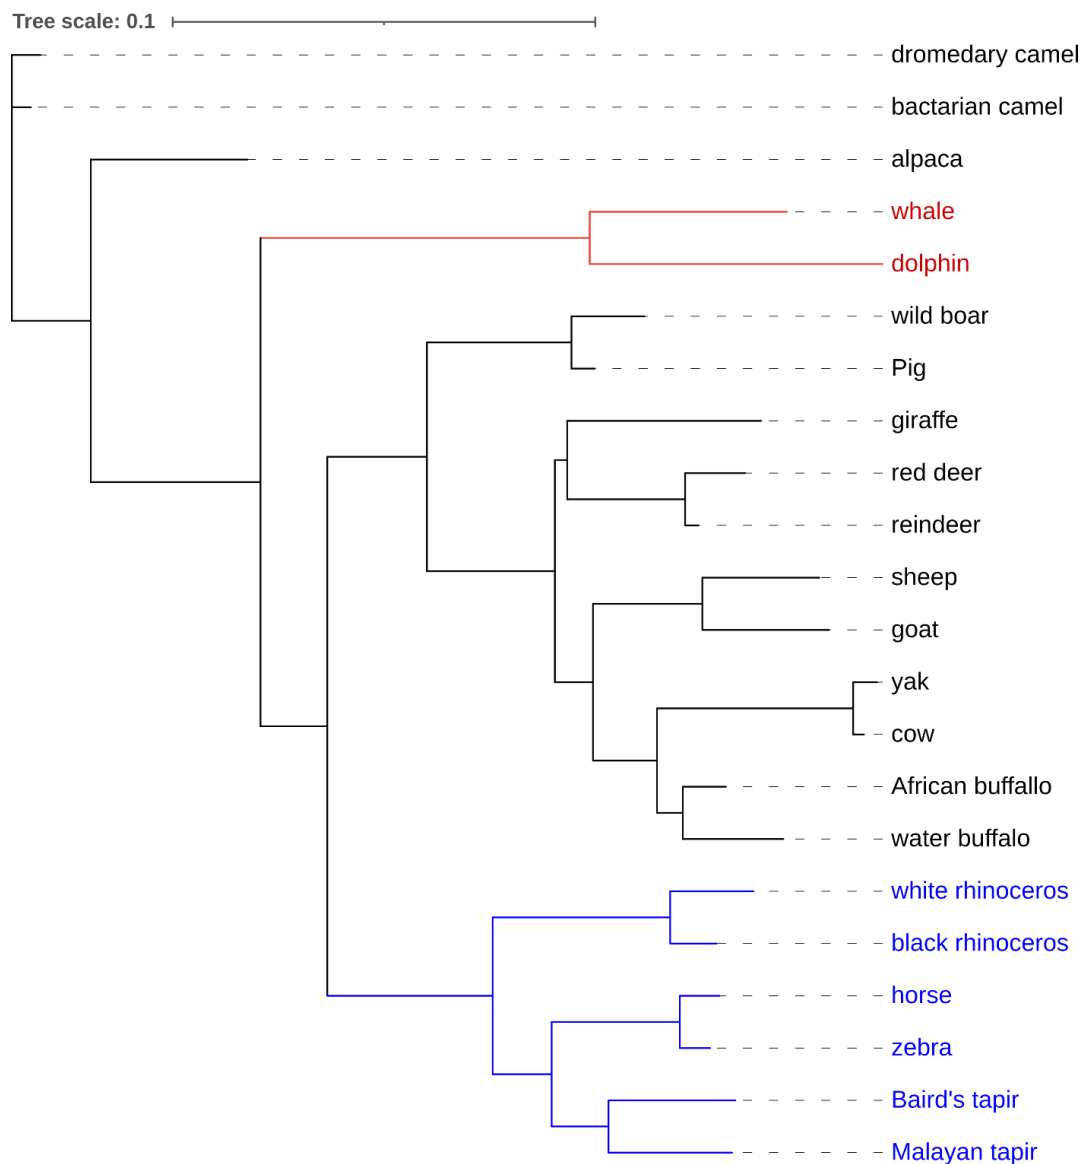 Tree scale: 0.1
dromedary camel
bactarian camel
alpaca
whale
dolphin
wild boar
Pig
giraffe
red deer
reindeer
sheep
goat
yak
cow
African buffallo
water buffalo
white rhinoceros
black rhinoceros
horse
zebra
Baird's tapir
Malayan tapir